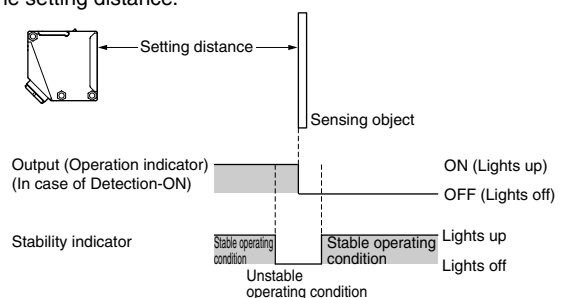 ne setting distance.
Setting distance
Sensing object
Output (Operation indicator)
(In case of Detection-ON)
ON (Lights up)
OFF (Lights off)
Stability indicator
Stable operating
condition
Stable operating
condition
Lights up
Lights off
Unstable
operating condition